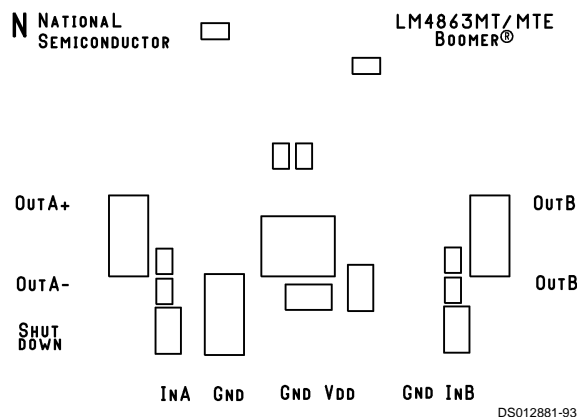 N NATIONAL
SEMICONDUCTOR
LM4863MT/MTE
BOOMER®
OUTA+
OUTB
OUTA-
OUTB
SHUT
DOWN
INA GND GND VDD GND INB
DS012881-93